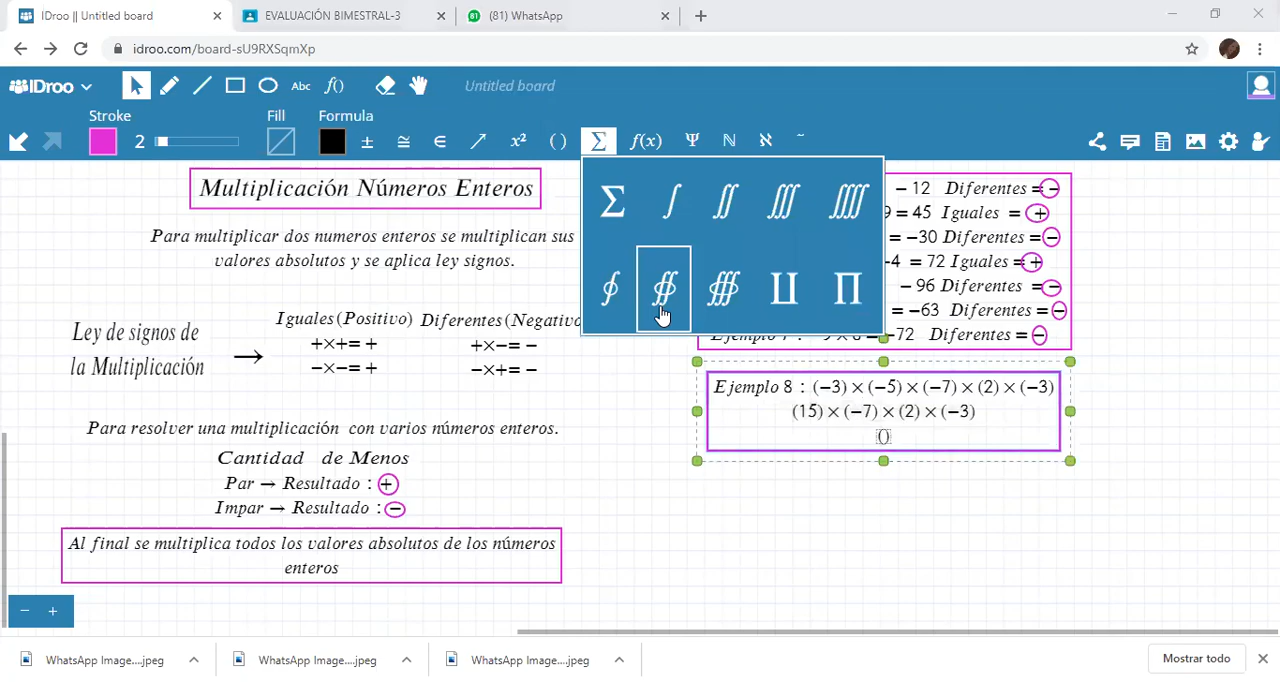 IDroo || Untitled board
EVALUACIÓN BIMESTRAL-3
(81) WhatsApp
idroo.com/board-sU9RXSqmXp
IDroo
Abc
f()
Untitled board
Stroke
Fill
Formula
2
± ≅ ∈ ↗ x² ( ) Σ f(x) Ψ ℕ ℵ ~
Σ ∫ ∬ ∭ ⨌
∮ ∯ ∰ ∐ ∏
Multiplicación Números Enteros
Para multiplicar dos numeros enteros se multiplican sus
valores absolutos y se aplica ley signos.
Ley de signos de
la Multiplicación
→
Iguales(Positivo) Diferentes(Negativo
+×+= + +×−= −
−×−= + −×+= −
Para resolver una multiplicación con varios números enteros.
Cantidad de Menos
Par → Resultado : +
Impar → Resultado : −
Al final se multiplica todos los valores absolutos de los números
enteros
− 12 Diferentes = −
9 = 45 Iguales = +
= −30 Diferentes = −
−4 = 72 Iguales = +
− 96 Diferentes = −
= −63 Diferentes = −
−72 Diferentes = −
Ejemplo 8 : (−3) × (−5) × (−7) × (2) × (−3)
(15) × (−7) × (2) × (−3)
()
− +
WhatsApp Image....jpeg
WhatsApp Image....jpeg
WhatsApp Image....jpeg
Mostrar todo